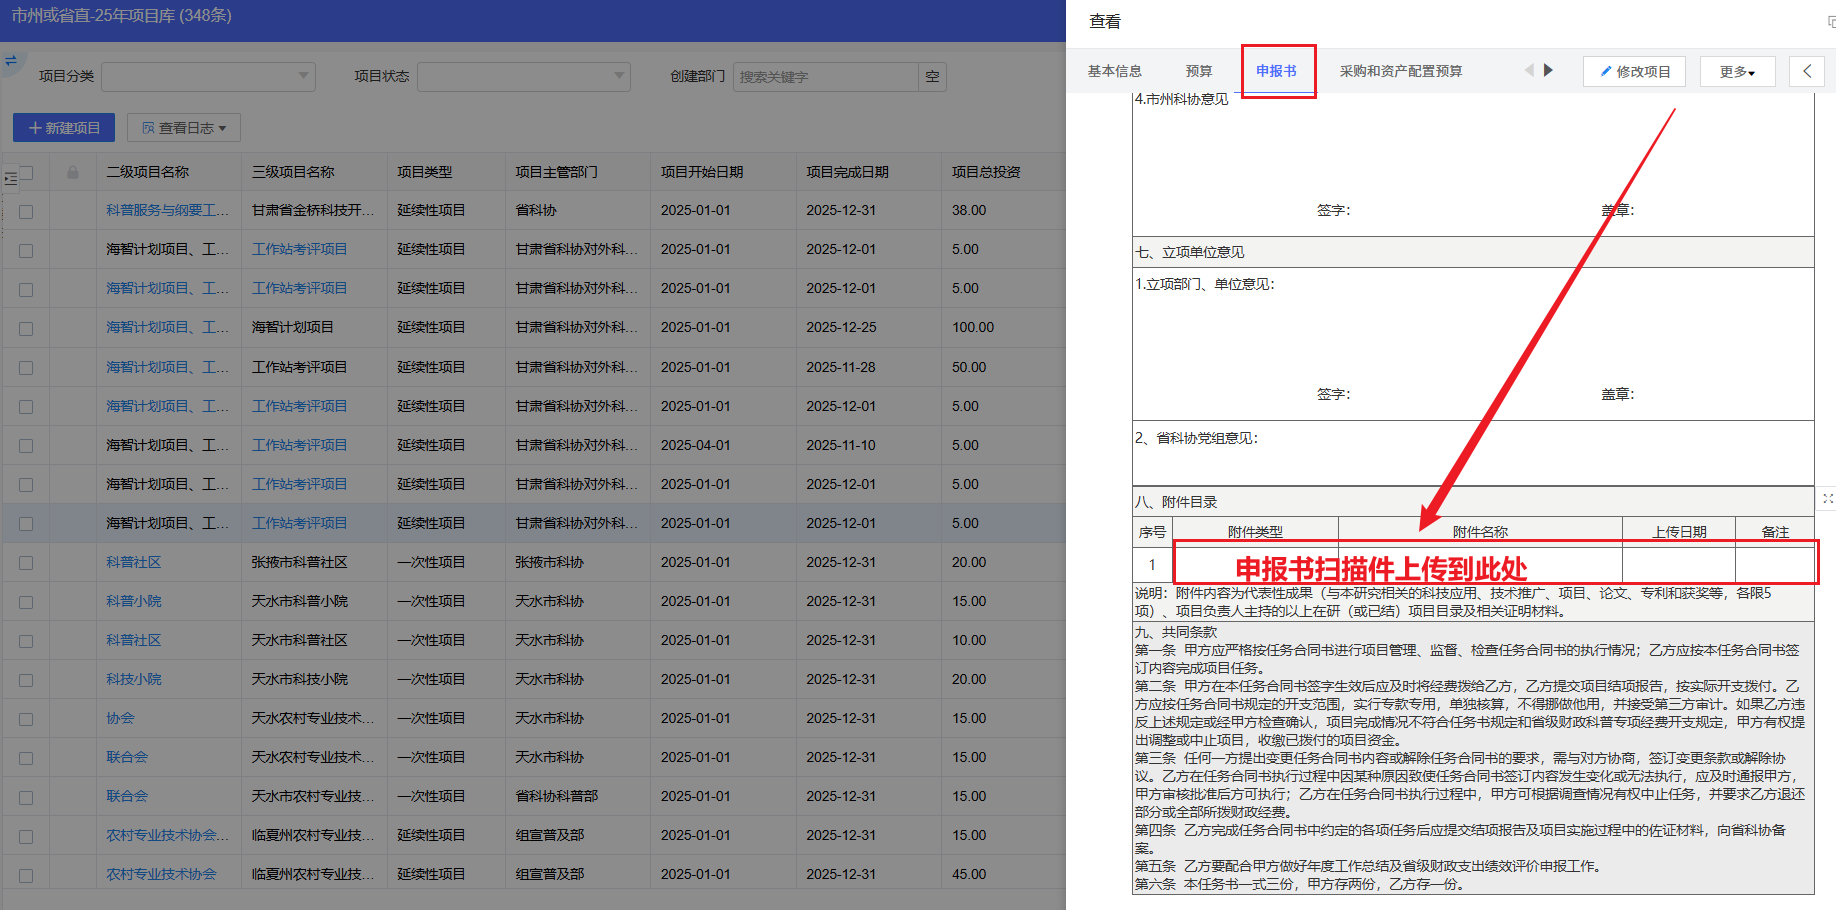 市州或省直-25年项目库 (348条)
项目分类
项目状态
创建部门 搜索关键字 空
新建项目 查看日志
二级项目名称 三级项目名称 项目类型 项目主管部门 项目开始日期 项目完成日期 项目总投资
科普服务与纲要工... 甘肃省金桥科技开... 延续性项目 省科协 2025-01-01 2025-12-31 38.00
海智计划项目、工... 工作站考评项目 延续性项目 甘肃省科协对外科... 2025-01-01 2025-12-01 5.00
海智计划项目、工... 工作站考评项目 延续性项目 甘肃省科协对外科... 2025-01-01 2025-12-01 5.00
海智计划项目、工... 海智计划项目 延续性项目 甘肃省科协对外科... 2025-01-01 2025-12-25 100.00
海智计划项目、工... 工作站考评项目 延续性项目 甘肃省科协对外科... 2025-01-01 2025-11-28 50.00
海智计划项目、工... 工作站考评项目 延续性项目 甘肃省科协对外科... 2025-01-01 2025-12-01 5.00
海智计划项目、工... 工作站考评项目 延续性项目 甘肃省科协对外科... 2025-04-01 2025-11-10 5.00
海智计划项目、工... 工作站考评项目 延续性项目 甘肃省科协对外科... 2025-01-01 2025-12-01 5.00
海智计划项目、工... 工作站考评项目 延续性项目 甘肃省科协对外科... 2025-01-01 2025-12-01 5.00
科普社区 张掖市科普社区 一次性项目 张掖市科协 2025-01-01 2025-12-31 20.00
科普小院 天水市科普小院 一次性项目 天水市科协 2025-01-01 2025-12-31 15.00
科普社区 天水市科普社区 一次性项目 天水市科协 2025-01-01 2025-12-31 10.00
科技小院 天水市科技小院 一次性项目 天水市科协 2025-01-01 2025-12-31 20.00
协会 天水农村专业技术... 一次性项目 天水市科协 2025-01-01 2025-12-31 15.00
联合会 天水农村专业技术... 一次性项目 天水市科协 2025-01-01 2025-12-31 15.00
联合会 天水市农村专业技... 一次性项目 省科协科普部 2025-01-01 2025-12-31 15.00
农村专业技术协会... 临夏州农村专业技... 延续性项目 组宣普及部 2025-01-01 2025-12-31 15.00
农村专业技术协会 临夏州农村专业技... 延续性项目 组宣普及部 2025-01-01 2025-12-31 45.00
查看
基本信息 预算 申报书 采购和资产配置预算 修改项目 更多
4.市州科协意见
签字： 盖章：
七、立项单位意见
1.立项部门、单位意见：
签字： 盖章：
2、省科协党组意见：
八、附件目录
序号 附件类型 附件名称 上传日期 备注
1 申报书扫描件上传到此处
说明：附件内容为代表性成果（与本研究相关的科技应用、技术推广、项目、论文、专利和获奖等，各限5
项）、项目负责人主持的以上在研（或已结）项目目录及相关证明材料。
九、共同条款
第一条 甲方应严格按任务合同书进行项目管理、监督、检查任务合同书的执行情况；乙方应按本任务合同书签
订内容完成项目任务。
第二条 甲方在本任务合同书签字生效后应及时将经费拨给乙方，乙方提交项目结项报告，按实际开支拨付。乙
方应按任务合同书规定的开支范围，实行专款专用，单独核算，不得挪做他用，并接受第三方审计。如果乙方违
反上述规定或经甲方检查确认，项目完成情况不符合任务书规定和省级财政科普专项经费开支规定，甲方有权提
出调整或中止项目，收缴已拨付的项目资金。
第三条 任何一方提出变更任务合同书内容或解除任务合同书的要求，需与对方协商，签订变更条款或解除协
议。乙方在任务合同书执行过程中因某种原因致使任务合同书签订内容发生变化或无法执行，应及时通报甲方，
甲方审核批准后方可执行；乙方在任务合同书执行过程中，甲方可根据调查情况有权中止任务，并要求乙方退还
部分或全部所拨财政经费。
第四条 乙方完成任务合同书中约定的各项任务后应提交结项报告及项目实施过程中的佐证材料，向省科协备
案。
第五条 乙方要配合甲方做好年度工作总结及省级财政支出绩效评价申报工作。
第六条 本任务书一式三份，甲方存两份，乙方存一份。